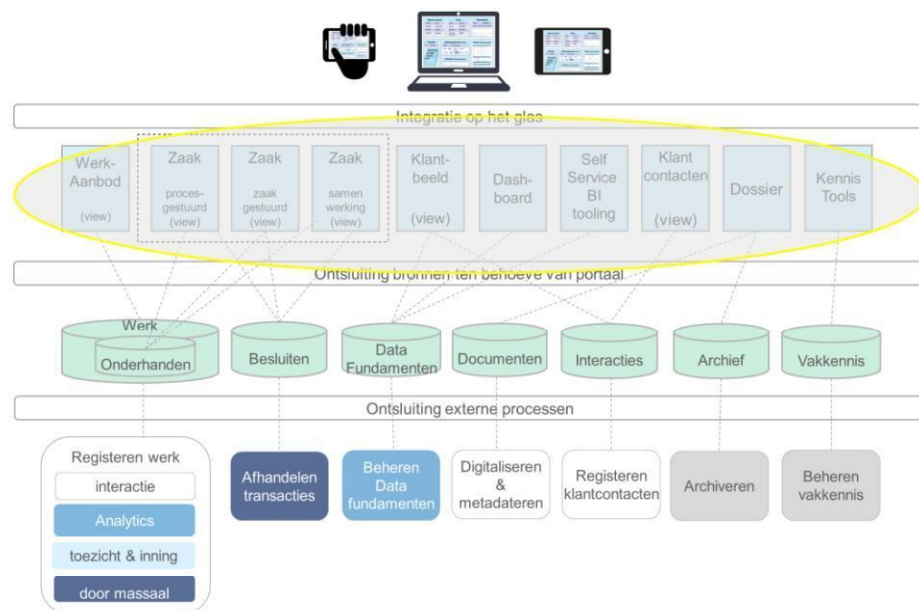 Integratie op het glas
Werk-
Aanbod
(view)
Zaak
proces-
gestuurd
(view)
Zaak
zaak
gestuurd
(view)
Zaak
samen
werking
(view)
Klant-
beeld
(view)
Dash-
board
Self
Service
BI
tooling
Klant
contacten
(view)
Dossier
Kennis
Tools
Ontsluiting bronnen ten behoeve van portaal
Werk
Onderhanden
Besluiten
Data
Fundamenten
Documenten
Interacties
Archief
Vakkennis
Ontsluiting externe processen
Registeren werk
interactie
Analytics
toezicht & inning
door massaal
Afhandelen
transacties
Beheren
Data
fundamenten
Digitaliseren
&
metadateren
Registeren
klantcontacten
Archiveren
Beheren
vakkennis